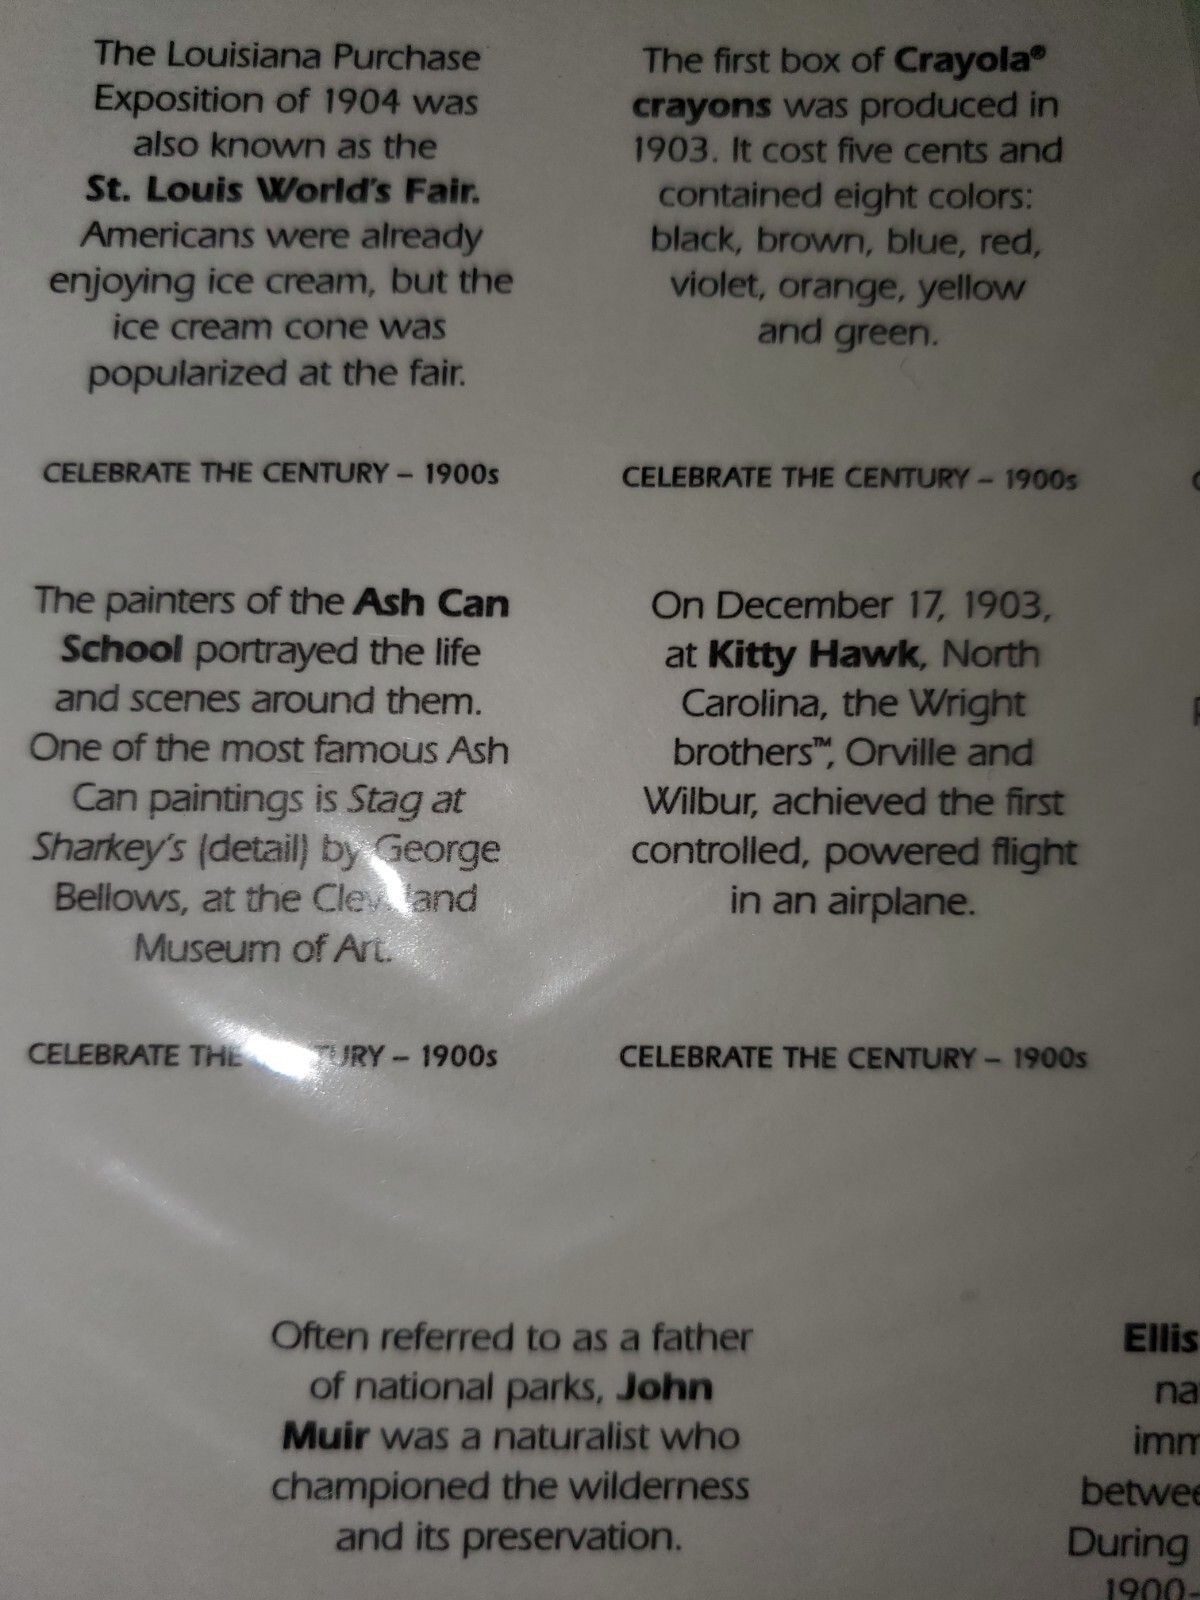 The Louisiana Purchase
Exposition of 1904 was
also known as the
St. Louis World's Fair.
Americans were already
enjoying ice cream, but the
ice cream cone was
popularized at the fair.
CELEBRATE THE CENTURY – 1900s
The first box of Crayola®
crayons was produced in
1903. It cost five cents and
contained eight colors:
black, brown, blue, red,
violet, orange, yellow
and green.
CELEBRATE THE CENTURY – 1900s
The painters of the Ash Can
School portrayed the life
and scenes around them.
One of the most famous Ash
Can paintings is Stag at
Sharkey's (detail) by George
Bellows, at the Cleveland
Museum of Art.
CELEBRATE THE CENTURY – 1900s
On December 17, 1903,
at Kitty Hawk, North
Carolina, the Wright
brothers™, Orville and
Wilbur, achieved the first
controlled, powered flight
in an airplane.
CELEBRATE THE CENTURY – 1900s
Often referred to as a father
of national parks, John
Muir was a naturalist who
championed the wilderness
and its preservation.
Ellis
na
imm
betwee
During
1900-